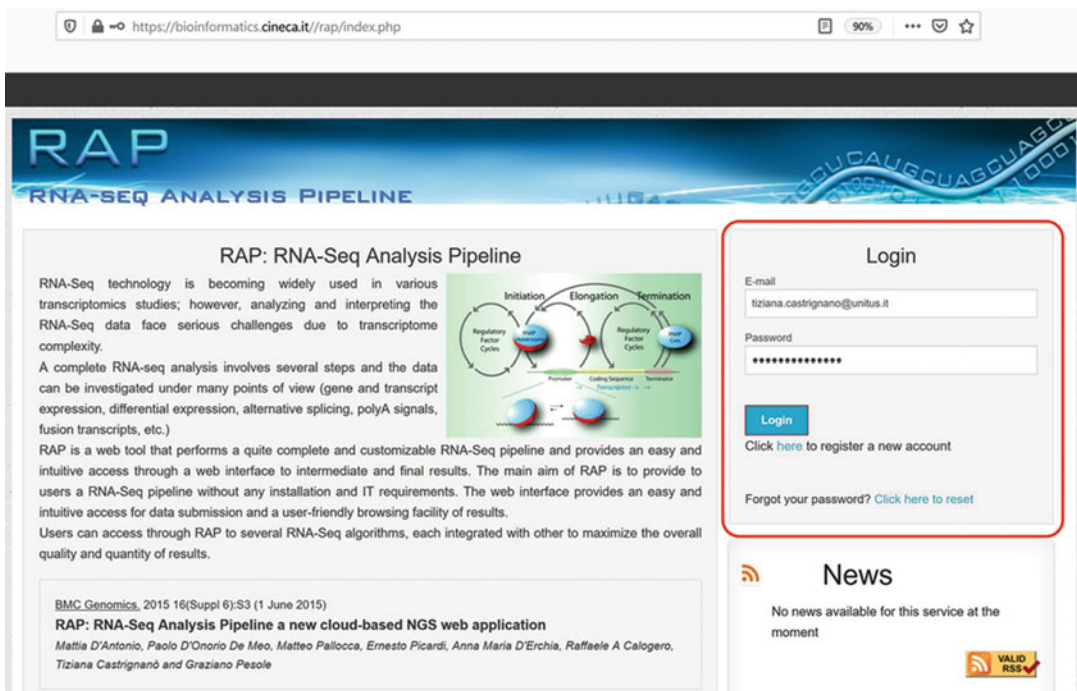 https://bioinformatics.cineca.it//rap/index.php
90%
RAP
RNA-SEQ ANALYSIS PIPELINE
RAP: RNA-Seq Analysis Pipeline
RNA-Seq technology is becoming widely used in various
transcriptomics studies; however, analyzing and interpreting the
RNA-Seq data face serious challenges due to transcriptome
complexity.
A complete RNA-seq analysis involves several steps and the data
can be investigated under many points of view (gene and transcript
expression, differential expression, alternative splicing, polyA signals,
fusion transcripts, etc.)
RAP is a web tool that performs a quite complete and customizable RNA-Seq pipeline and provides an easy and
intuitive access through a web interface to intermediate and final results. The main aim of RAP is to provide to
users a RNA-Seq pipeline without any installation and IT requirements. The web interface provides an easy and
intuitive access for data submission and a user-friendly browsing facility of results.
Users can access through RAP to several RNA-Seq algorithms, each integrated with other to maximize the overall
quality and quantity of results.
Initiation Elongation Termination
Regulatory
Factor
Cycles
Regulatory
Factor
Cycles
Promoter Coding Sequence Terminator
Transcription
BMC Genomics. 2015 16(Suppl 6):S3 (1 June 2015)
RAP: RNA-Seq Analysis Pipeline a new cloud-based NGS web application
Mattia D'Antonio, Paolo D'Onorio De Meo, Matteo Pallocca, Ernesto Picardi, Anna Maria D'Erchia, Raffaele A Calogero,
Tiziana Castrignanò and Graziano Pesole
Login
E-mail
tiziana.castrignano@unitus.it
Password
Login
Click here to register a new account
Forgot your password? Click here to reset
News
No news available for this service at the
moment
VALID
RSS